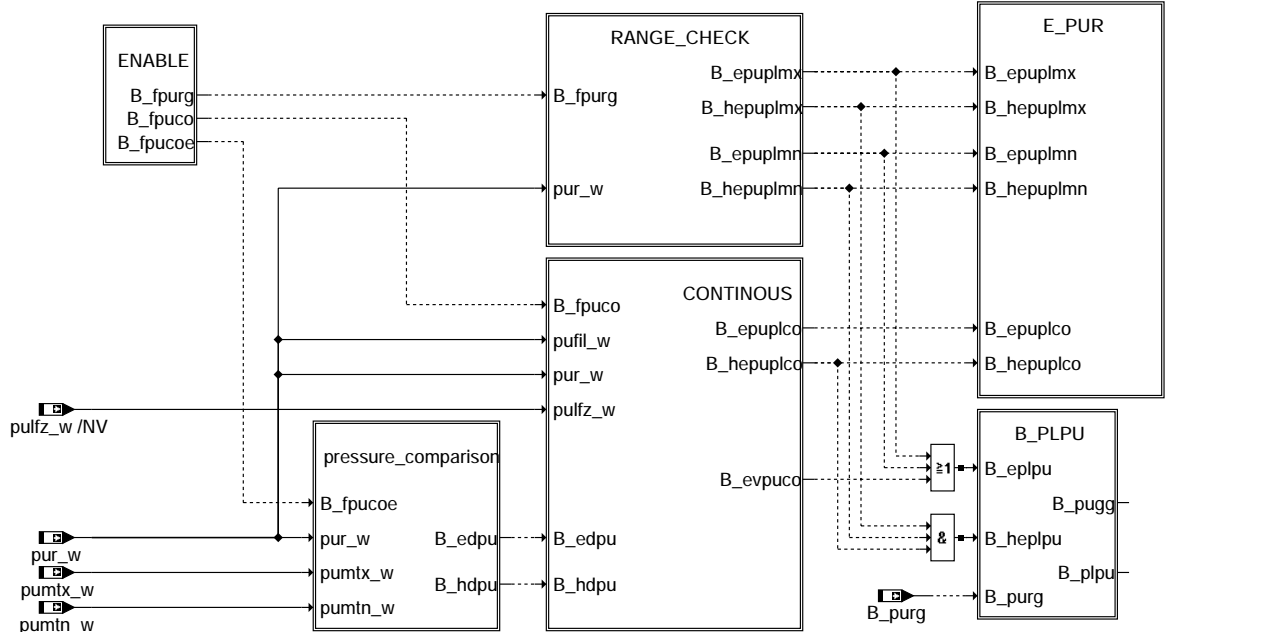 ENABLE
B_fpurg
B_fpuco
B_fpucoe
RANGE_CHECK
B_epuplmx
B_fpurg
B_hepuplmx
B_epuplmn
pur_w
B_hepuplmn
E_PUR
B_epuplmx
B_hepuplmx
B_epuplmn
B_hepuplmn
B_epuplco
B_hepuplco
CONTINOUS
B_fpuco
B_epuplco
pufil_w
B_hepuplco
pur_w
pulfz_w
B_evpuco
B_edpu
B_hdpu
pulfz_w /NV
pressure_comparison
B_fpucoe
pur_w
B_edpu
pumtx_w
B_hdpu
pumtn_w
pur_w
pumtx_w
pumtn_w
≧1
&
B_PLPU
B_eplpu
B_pugg
B_heplpu
B_plpu
B_purg
B_purg